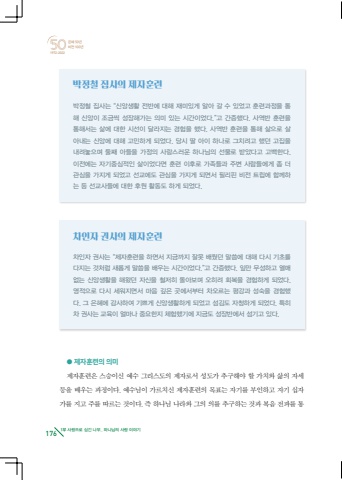 박정철 집사의 제자훈련
박정철 집사는 "신앙생활 전반에 대해 재미있게 알아 갈 수 있었고 훈련과정을 통
해 신앙이 조금씩 성장해가는 의미 있는 시간이었다."고 간증했다. 사역반 훈련을
통해서는 삶에 대한 시선이 달라지는 경험을 했다. 사역반 훈련을 통해 삶으로 살
아내는 신앙에 대해 고민하게 되었다. 당시 딸 아이 하나로 그치려고 했던 고집을
내려놓으며 둘째 아들을 가정의 사랑스러운 하나님의 선물로 받았다고 고백한다.
이전에는 자기중심적인 삶이었다면 훈련 이후로 가족들과 주변 사람들에게 좀 더
관심을 가지게 되었고 선교에도 관심을 가지게 되면서 필리핀 비전 트립에 함께하
는 등 선교사들에 대한 후원 활동도 하게 되었다.
차인자 권사의 제자훈련
차인자 권사는 "제자훈련을 하면서 지금까지 잘못 배웠던 말씀에 대해 다시 기초를
다지는 것처럼 새롭게 말씀을 배우는 시간이었다."고 간증했다. 일만 무성하고 열매
없는 신앙생활을 해왔던 자신을 철저히 돌아보며 오히려 회복을 경험하게 되었다.
영적으로 다시 세워지면서 마음 깊은 곳에서부터 차오르는 평강과 성숙을 경험했
다. 그 은혜에 감사하며 기쁘게 신앙생활하게 되었고 섬김도 자청하게 되었다. 특히
차 권사는 교육이 얼마나 중요한지 체험했기에 지금도 성장반에서 섬기고 있다.
● 제자훈련의 의미
제자훈련은 스승이신 예수 그리스도의 제자로서 성도가 추구해야 할 가치와 삶의 자세
등을 배우는 과정이다. 예수님이 가르치신 제자훈련의 목표는 자기를 부인하고 자기 십자
가를 지고 주를 따르는 것이다. 즉 하나님 나라와 그의 의를 추구하는 것과 복음 전파를 통
176
1부 사랑으로 심긴 나무, 하나님의 사랑 이야기